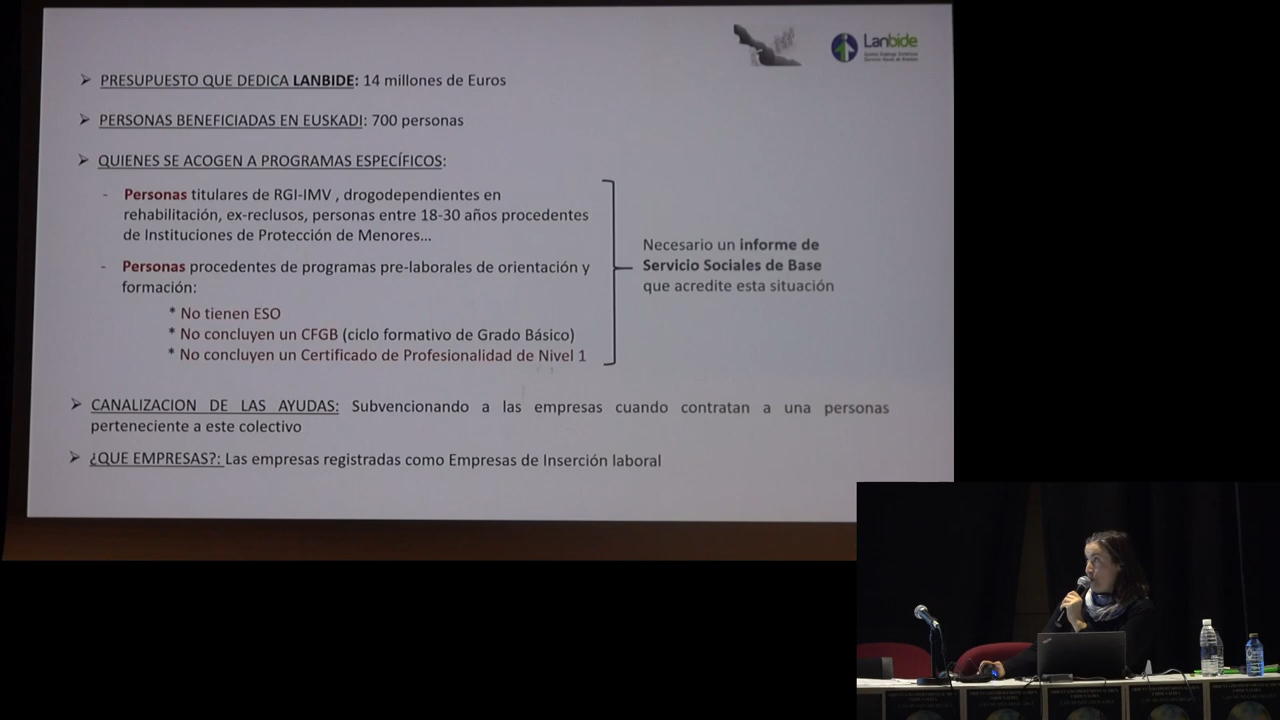 Lanbide
➢ PRESUPUESTO QUE DEDICA LANBIDE: 14 millones de Euros
➢ PERSONAS BENEFICIADAS EN EUSKADI: 700 personas
➢ QUIENES SE ACOGEN A PROGRAMAS ESPECÍFICOS:
- Personas titulares de RGI-IMV , drogodependientes en
rehabilitación, ex-reclusos, personas entre 18-30 años procedentes
de Instituciones de Protección de Menores...
- Personas procedentes de programas pre-laborales de orientación y
formación:
* No tienen ESO
* No concluyen un CFGB (ciclo formativo de Grado Básico)
* No concluyen un Certificado de Profesionalidad de Nivel 1
Necesario un informe de
Servicio Sociales de Base
que acredite esta situación
➢ CANALIZACION DE LAS AYUDAS: Subvencionando a las empresas cuando contratan a una personas
perteneciente a este colectivo
➢ ¿QUE EMPRESAS?: Las empresas registradas como Empresas de Inserción laboral